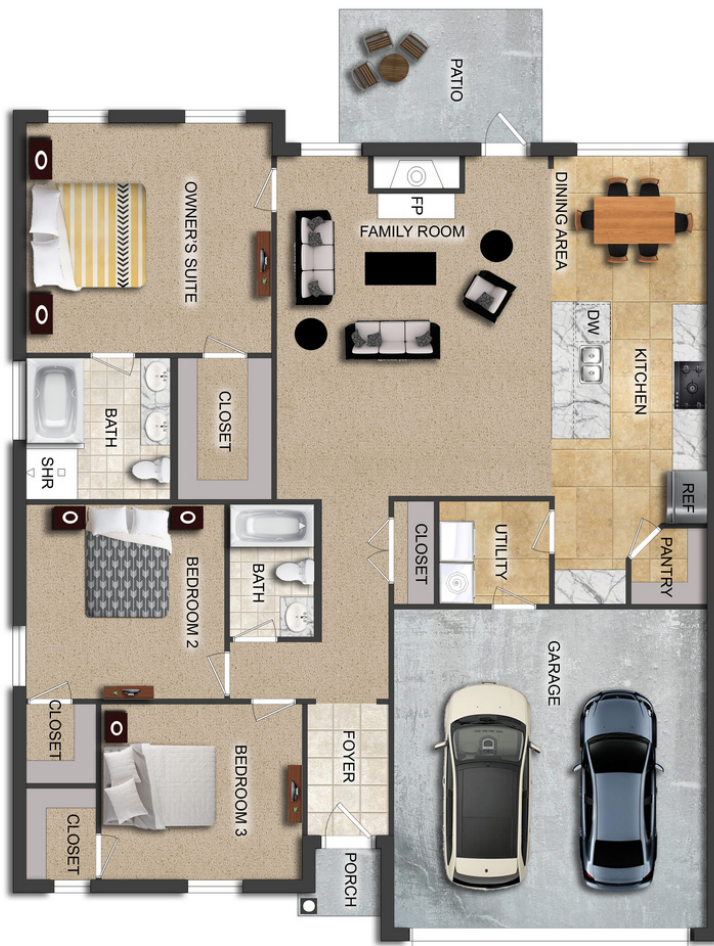 PATIO
OWNER'S SUITE
FP
FAMILY ROOM
DINING AREA
DW
KITCHEN
BATH
CLOSET
SHR
REF
BEDROOM 2
BATH
CLOSET
UTILITY
PANTRY
GARAGE
CLOSET
FOYER
BEDROOM 3
CLOSET
PORCH